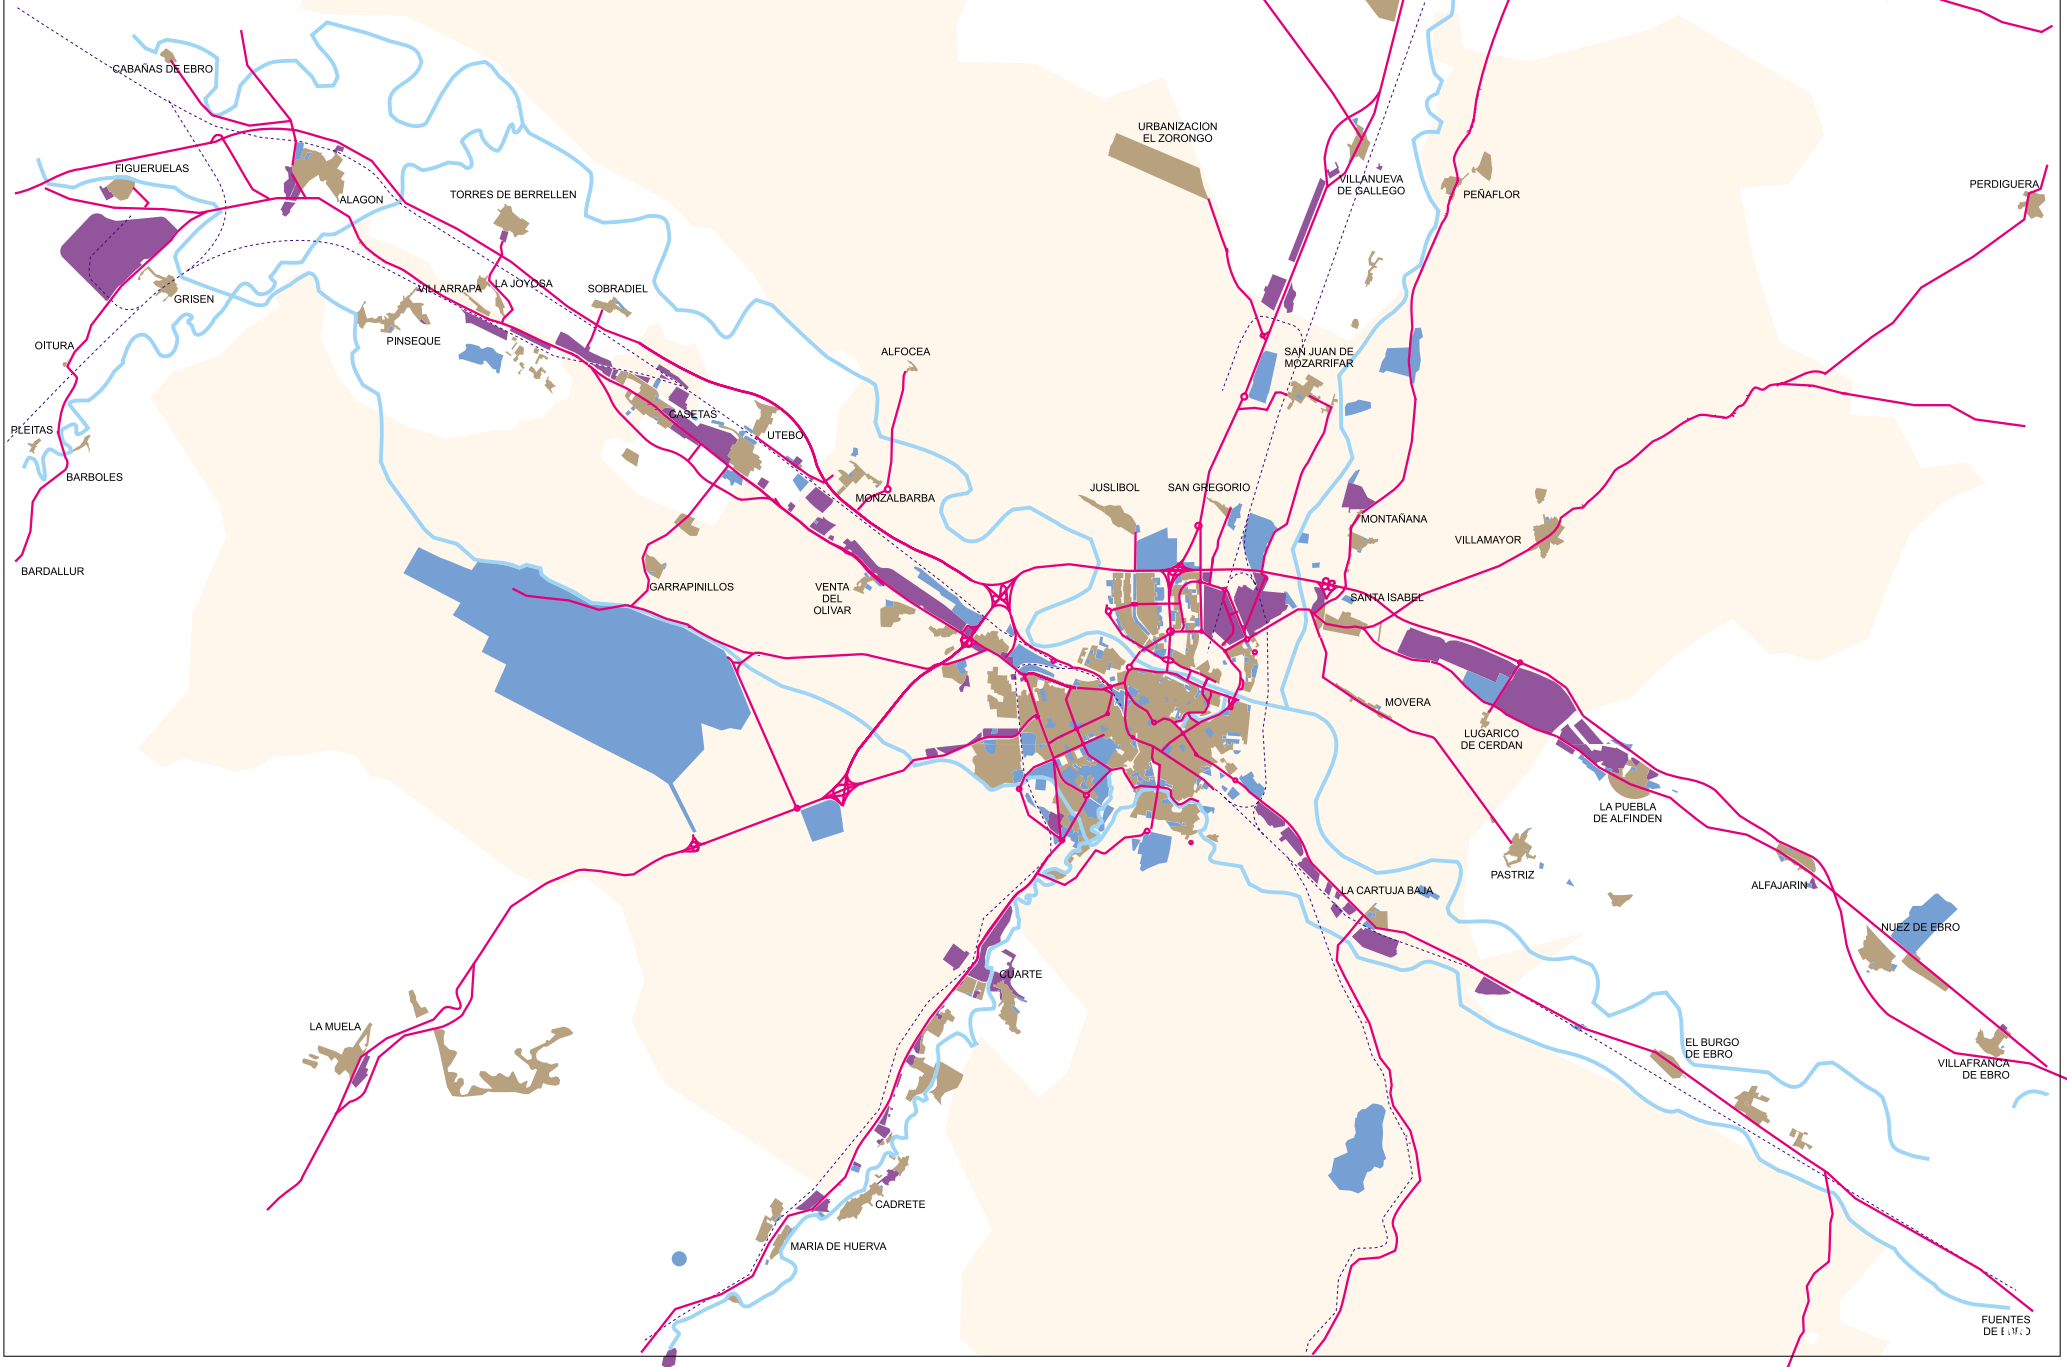 CABAÑAS DE EBRO
URBANIZACION
EL ZORONGO
FIGUERUELAS
VILLANUEVA
DE GALLEGO
PERDIGUERA
ALAGON
TORRES DE BERRELLEN
PEÑAFLOR
GRISEN
VILLARRAPA
LA JOYOSA
SOBRADIEL
PINSEQUE
OITURA
ALFOCEA
SAN JUAN DE
MOZARRIFAR
CASETAS
PLEITAS
UTEBO
BARBOLES
MONZALBARBA
JUSLIBOL
SAN GREGORIO
MONTAÑANA
VILLAMAYOR
BARDALLUR
GARRAPINILLOS
VENTA
DEL
OLIVAR
SANTA ISABEL
MOVERA
LUGARICO
DE CERDAN
LA PUEBLA
DE ALFINDEN
PASTRIZ
ALFAJARIN
LA CARTUJA BAJA
NUEZ DE EBRO
CUARTE
LA MUELA
EL BURGO
DE EBRO
VILLAFRANCA
DE EBRO
CADRETE
MARIA DE HUERVA
FUENTES
DE EBRO